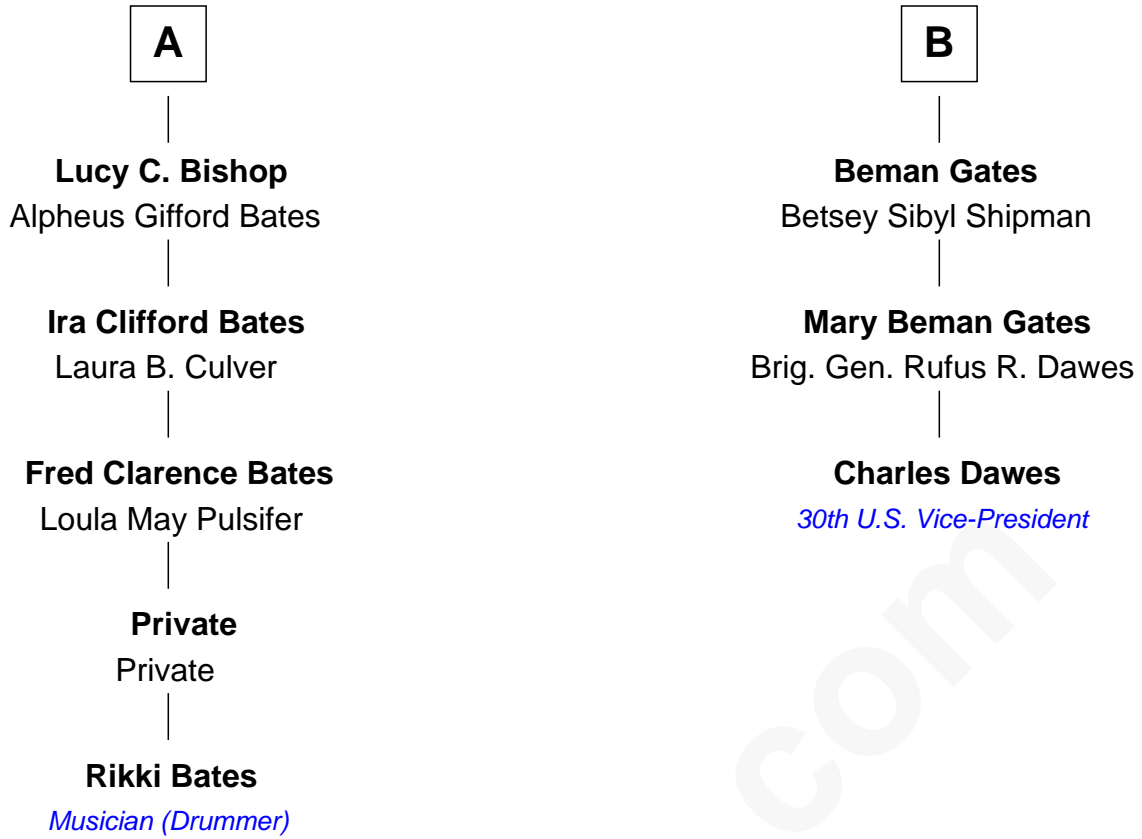 A
Lucy C. Bishop
Alpheus Gifford Bates
Ira Clifford Bates
Laura B. Culver
Fred Clarence Bates
Loula May Pulsifer
Private
Private
Rikki Bates
Musician (Drummer)
B
Beman Gates
Betsey Sibyl Shipman
Mary Beman Gates
Brig. Gen. Rufus R. Dawes
Charles Dawes
30th U.S. Vice-President
com